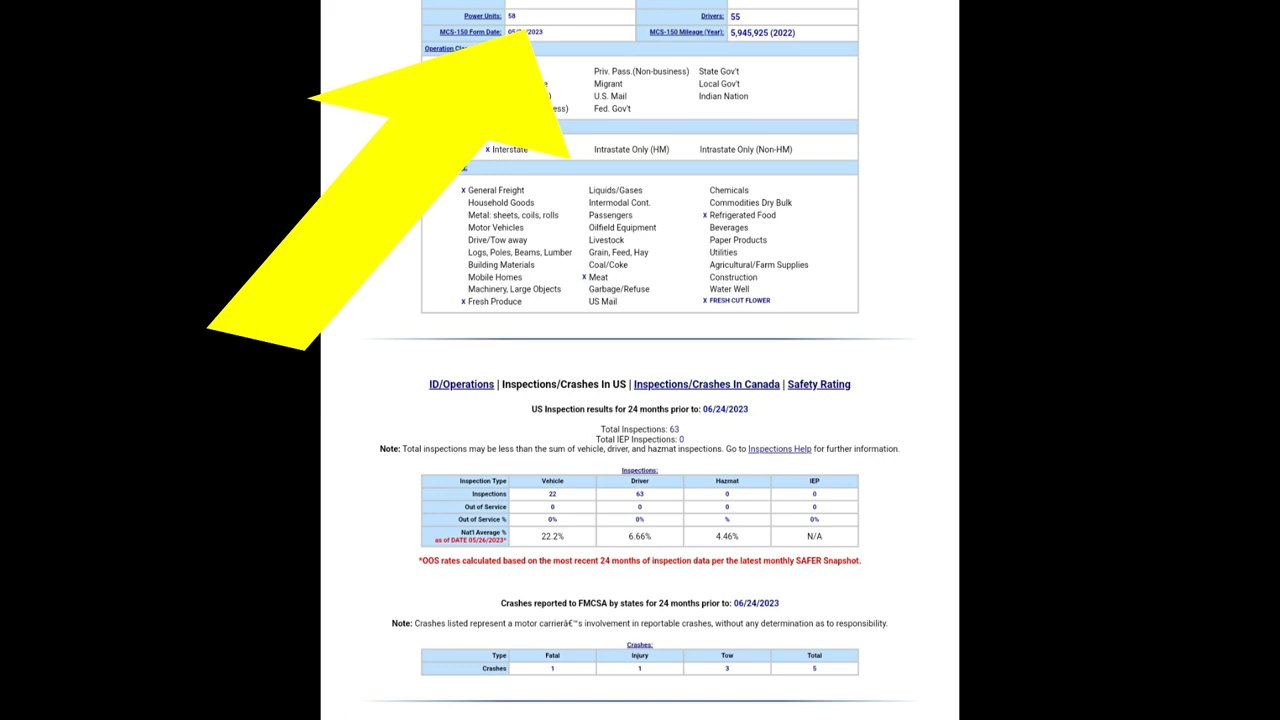 Power Units: 58 Drivers: 55
MCS-150 Form Date: 2023 MCS-150 Mileage (Year): 5,945,925 (2022)
Operation
Priv. Pass.(Non-business) State Gov't
Migrant Local Gov't
U.S. Mail Indian Nation
Fed. Gov't
x Interstate Intrastate Only (HM) Intrastate Only (Non-HM)
x General Freight Liquids/Gases Chemicals
Household Goods Intermodal Cont. Commodities Dry Bulk
Metal: sheets, coils, rolls Passengers x Refrigerated Food
Motor Vehicles Oilfield Equipment Beverages
Drive/Tow away Livestock Paper Products
Logs, Poles, Beams, Lumber Grain, Feed, Hay Utilities
Building Materials Coal/Coke Agricultural/Farm Supplies
Mobile Homes x Meat Construction
Machinery, Large Objects Garbage/Refuse Water Well
x Fresh Produce US Mail X FRESH CUT FLOWER
ID/Operations | Inspections/Crashes In US | Inspections/Crashes In Canada | Safety Rating
US Inspection results for 24 months prior to: 06/24/2023
Total Inspections: 63
Total IEP Inspections: 0
Note: Total inspections may be less than the sum of vehicle, driver, and hazmat inspections. Go to Inspections Help for further information.
Inspections:
Inspection Type Vehicle Driver Hazmat IEP
Inspections 22 63 0 0
Out of Service 0 0 0 0
Out of Service % 0% 0% % 0%
Nat'l Average %
as of DATE 05/26/2023* 22.2% 6.66% 4.46% N/A
*OOS rates calculated based on the most recent 24 months of inspection data per the latest monthly SAFER Snapshot.
Crashes reported to FMCSA by states for 24 months prior to: 06/24/2023
Note: Crashes listed represent a motor carrierâ€™s involvement in reportable crashes, without any determination as to responsibility.
Crashes:
Type Fatal Injury Tow Total
Crashes 1 1 3 5